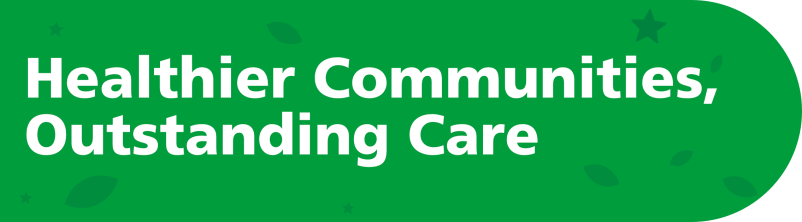 Healthier Communities,
Outstanding Care